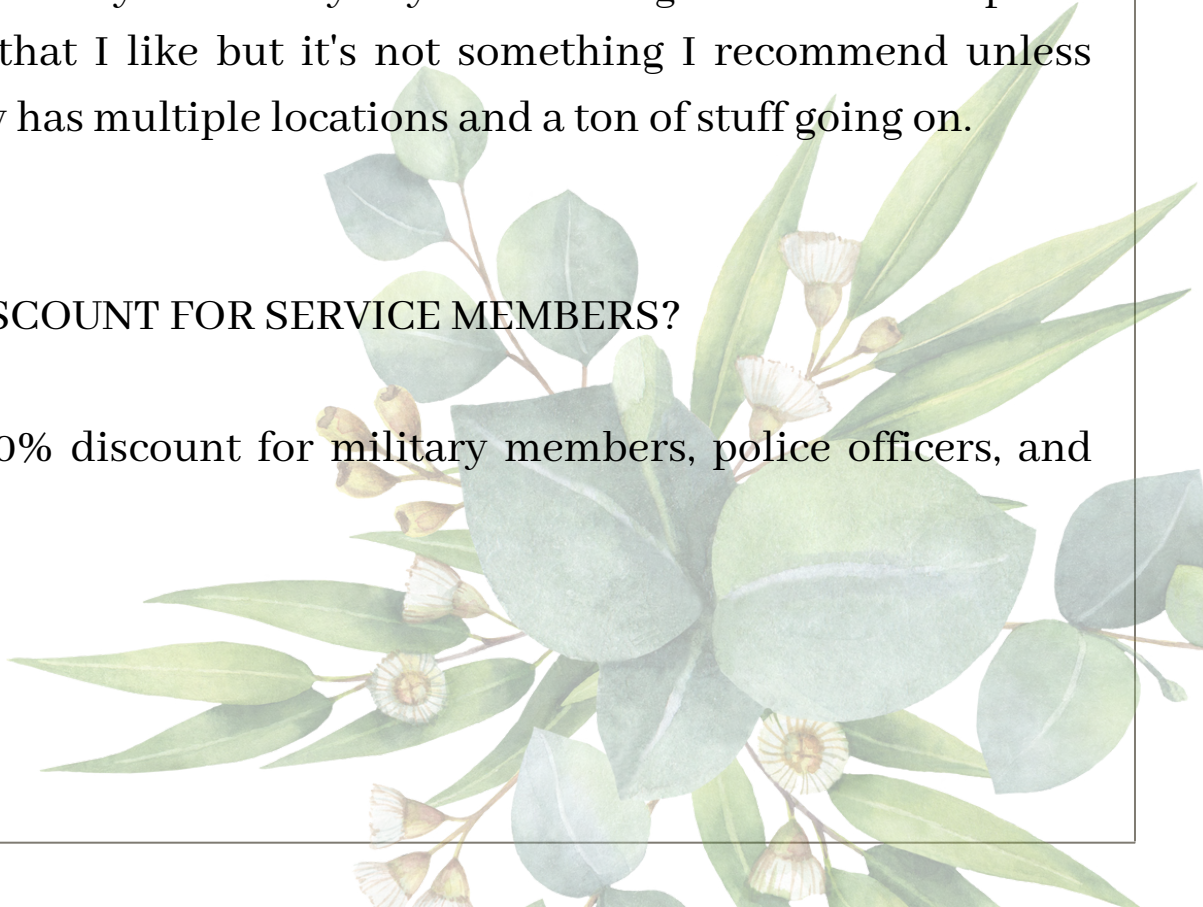 that I like but it's not something I recommend unless
has multiple locations and a ton of stuff going on.
SCOUNT FOR SERVICE MEMBERS?
0% discount for military members, police officers, and